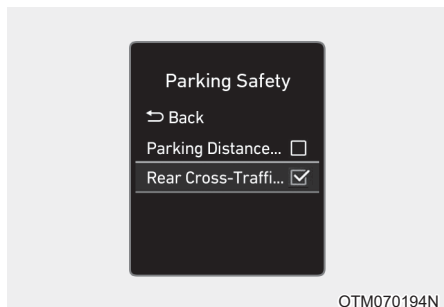 Parking Safety
Back
Parking Distance...
Rear Cross-Traffi...
OTM070194N